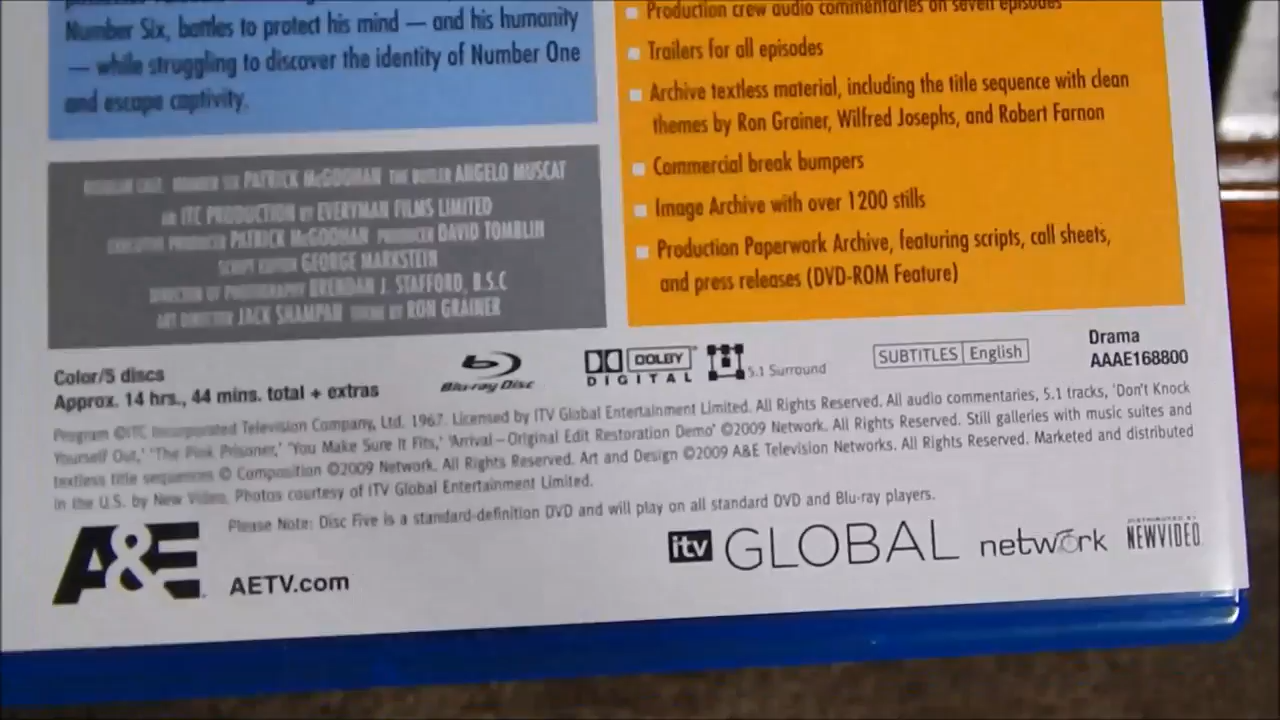 Number Six, battles to protect his mind — and his humanity
— while struggling to discover the identity of Number One
and escape captivity.
PATRICK McGOOHAN THE BUTLER ANGELO MUSCAT
AN ITC PRODUCTION BY EVERYMAN FILMS LIMITED
EXECUTIVE PRODUCER PATRICK McGOOHAN PRODUCER DAVID TOMBLIN
SCRIPT EDITOR GEORGE MARKSTEIN
DIRECTOR OF PHOTOGRAPHY BRENDAN J. STAFFORD, B.S.C
ART DIRECTOR JACK SHAMPAN THEME BY RON GRAINER
Production crew audio commentaries on seven episodes
Trailers for all episodes
Archive textless material, including the title sequence with clean
themes by Ron Grainer, Wilfred Josephs, and Robert Farnon
Commercial break bumpers
Image Archive with over 1200 stills
Production Paperwork Archive, featuring scripts, call sheets,
and press releases (DVD-ROM Feature)
Color/5 discs
Approx. 14 hrs., 44 mins. total + extras
Blu-ray Disc
DOLBY
DIGITAL
5.1 Surround
SUBTITLES English
Drama
AAAE168800
Program ©ITC Incorporated Television Company, Ltd. 1967. Licensed by ITV Global Entertainment Limited. All Rights Reserved. All audio commentaries, 5.1 tracks, 'Don't Knock
Yourself Out,' 'The Pink Prisoner,' 'You Make Sure It Fits,' 'Arrival – Original Edit Restoration Demo' ©2009 Network. All Rights Reserved. Still galleries with music suites and
textless title sequences © Composition ©2009 Network. All Rights Reserved. Art and Design ©2009 A&E Television Networks. All Rights Reserved. Marketed and distributed
in the U.S. by New Video. Photos courtesy of ITV Global Entertainment Limited.
Please Note: Disc Five is a standard-definition DVD and will play on all standard DVD and Blu-ray players.
A&E
AETV.com
itv GLOBAL
network
DISTRIBUTED BY
NEWVIDEO